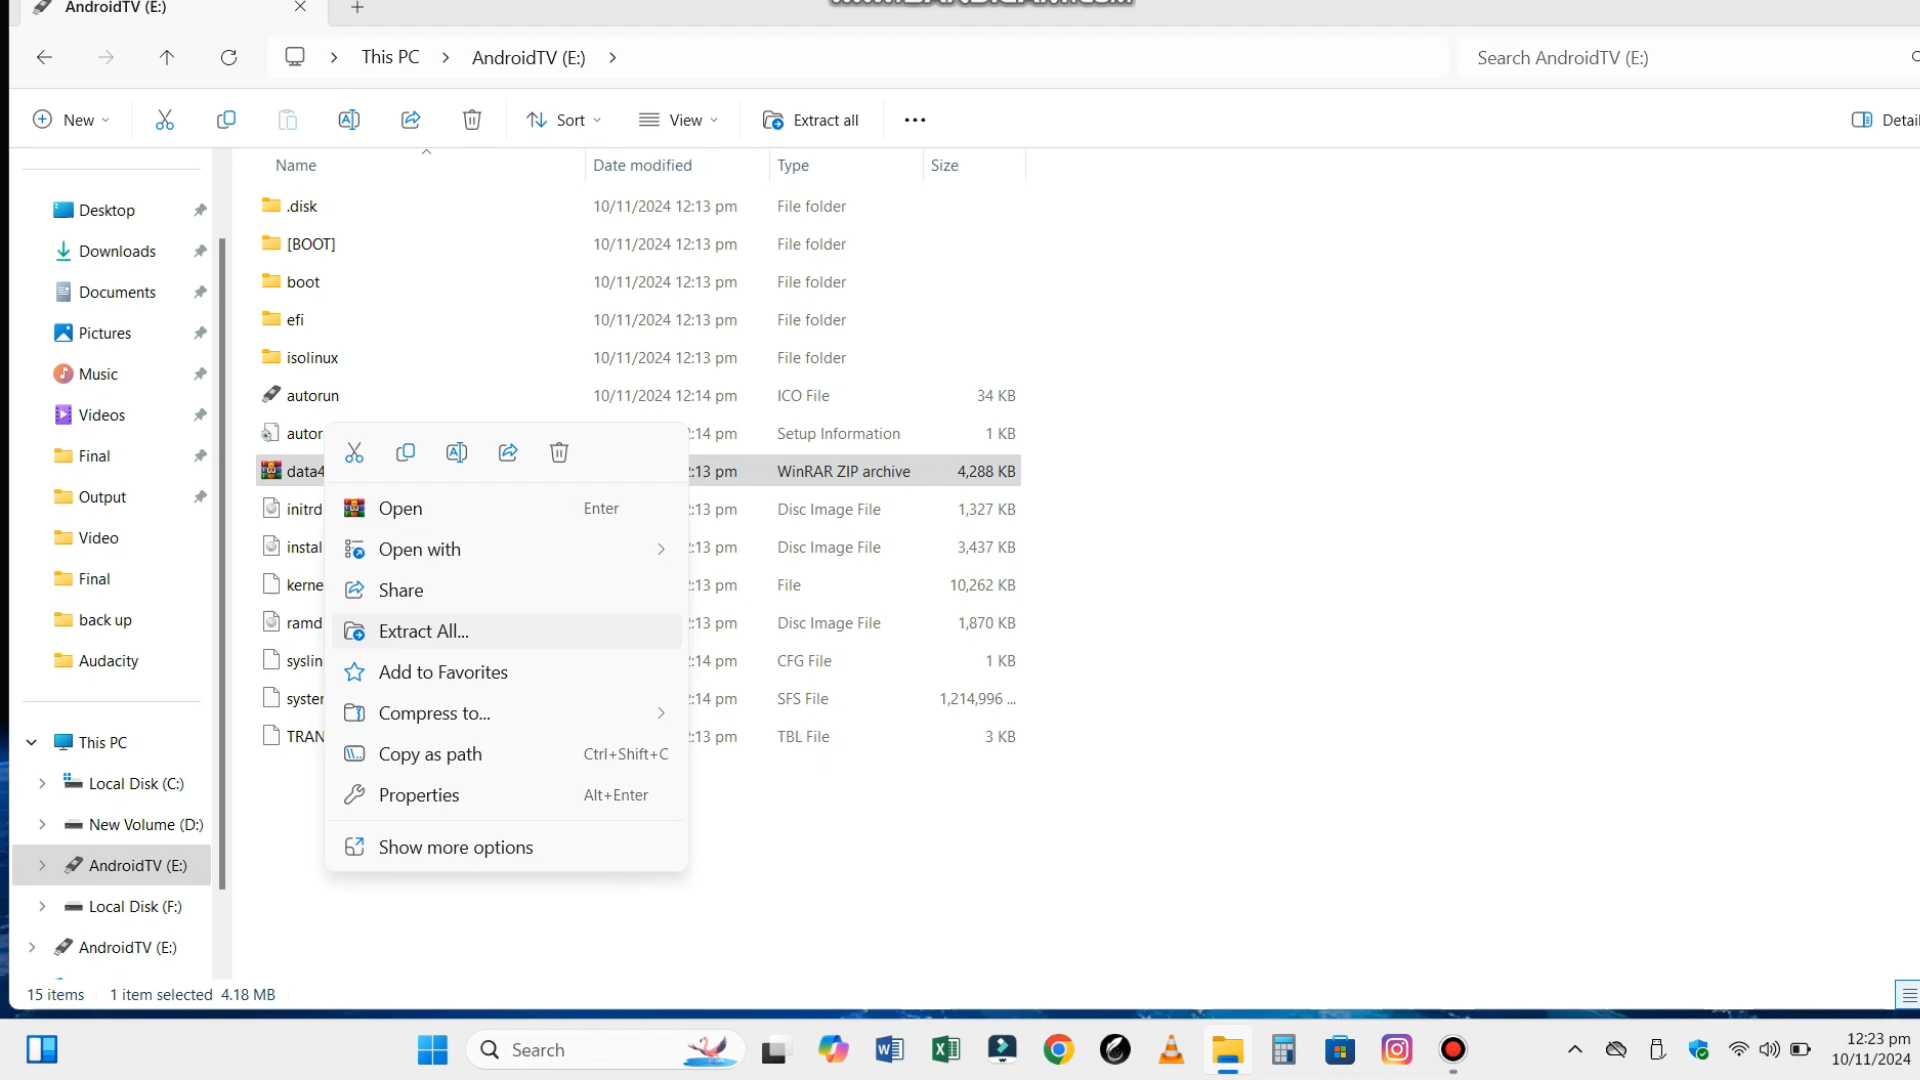 AndroidTV (E:)
This PC
AndroidTV (E:)
Search AndroidTV (E:)
New
Sort
View
Extract all
Detail
Name
Date modified
Type
Size
.disk 10/11/2024 12:13 pm File folder
[BOOT] 10/11/2024 12:13 pm File folder
boot 10/11/2024 12:13 pm File folder
efi 10/11/2024 12:13 pm File folder
isolinux 10/11/2024 12:13 pm File folder
autorun 10/11/2024 12:14 pm ICO File 34 KB
autor :14 pm Setup Information 1 KB
data4 :13 pm WinRAR ZIP archive 4,288 KB
initrd :13 pm Disc Image File 1,327 KB
instal :13 pm Disc Image File 3,437 KB
kerne :13 pm File 10,262 KB
ramd :13 pm Disc Image File 1,870 KB
syslin :14 pm CFG File 1 KB
syster :14 pm SFS File 1,214,996 ...
TRAN :13 pm TBL File 3 KB
Open Enter
Open with
Share
Extract All...
Add to Favorites
Compress to...
Copy as path Ctrl+Shift+C
Properties Alt+Enter
Show more options
Desktop
Downloads
Documents
Pictures
Music
Videos
Final
Output
Video
Final
back up
Audacity
This PC
Local Disk (C:)
New Volume (D:)
AndroidTV (E:)
Local Disk (F:)
AndroidTV (E:)
15 items 1 item selected 4.18 MB
Search
12:23 pm
10/11/2024